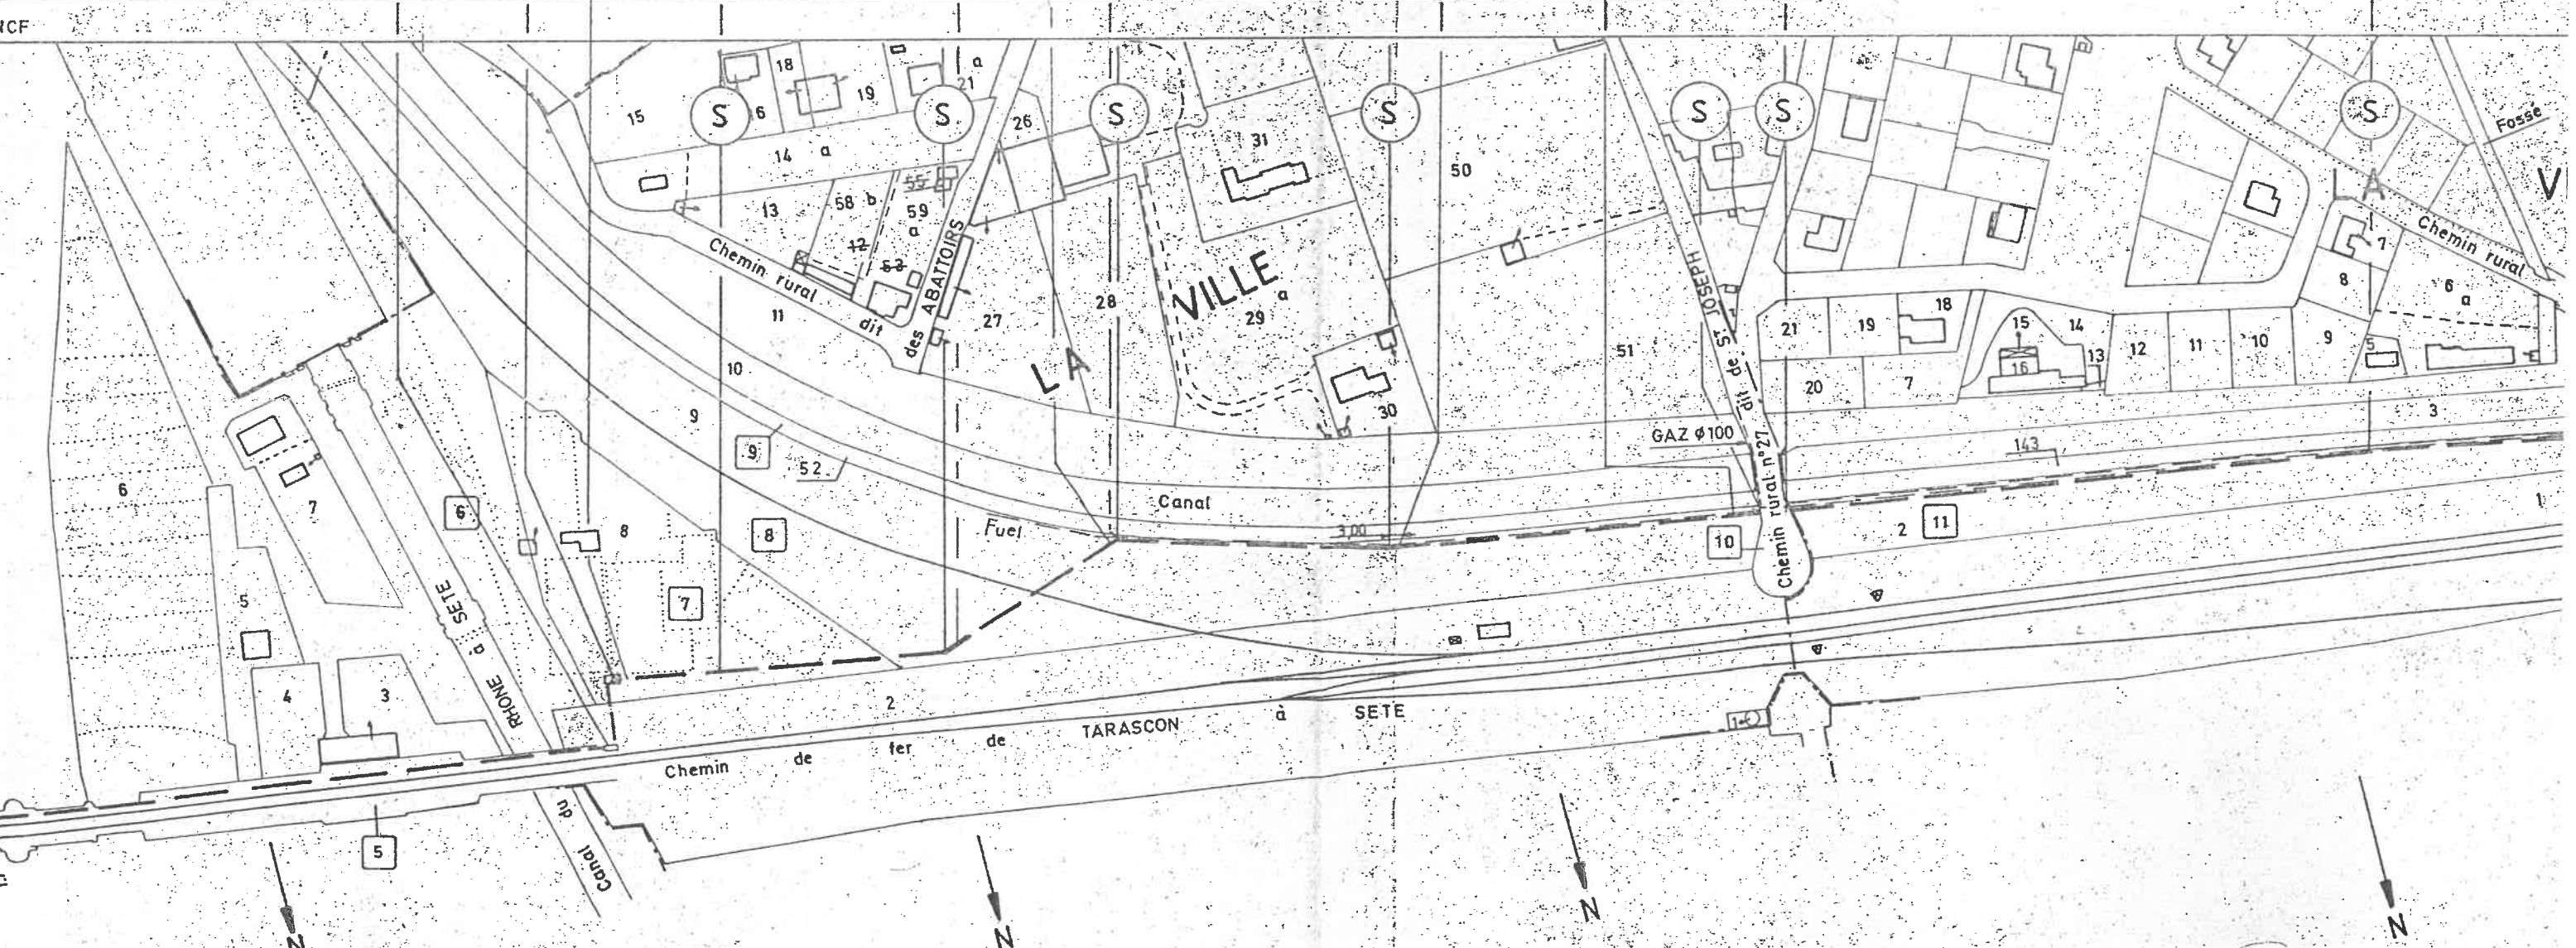 NCF
18
a
21
19
6
15
S
S
S
S
S
S
S
26
14 a
31
50
Fossé
LA
V
13
58 b
55
59
a
12
53
Chemin rural
dit
des ABATTOIRS
11
27
28
VILLE
a
29
LA
30
51
Chemin rural n°27 dit de St JOSEPH
GAZ Ø100
21
19
18
20
7
15
14
16
13
12
11
10
9
8
7
6
a
5
Chemin rural
3
143
10
9
9
52
Canal
Fuel
3,00
10
2
11
1
6
7
6
8
8
7
5
4
3
Canal du RHONE à SETE
2
Chemin de fer de TARASCON à SETE
5
N
N
N
N